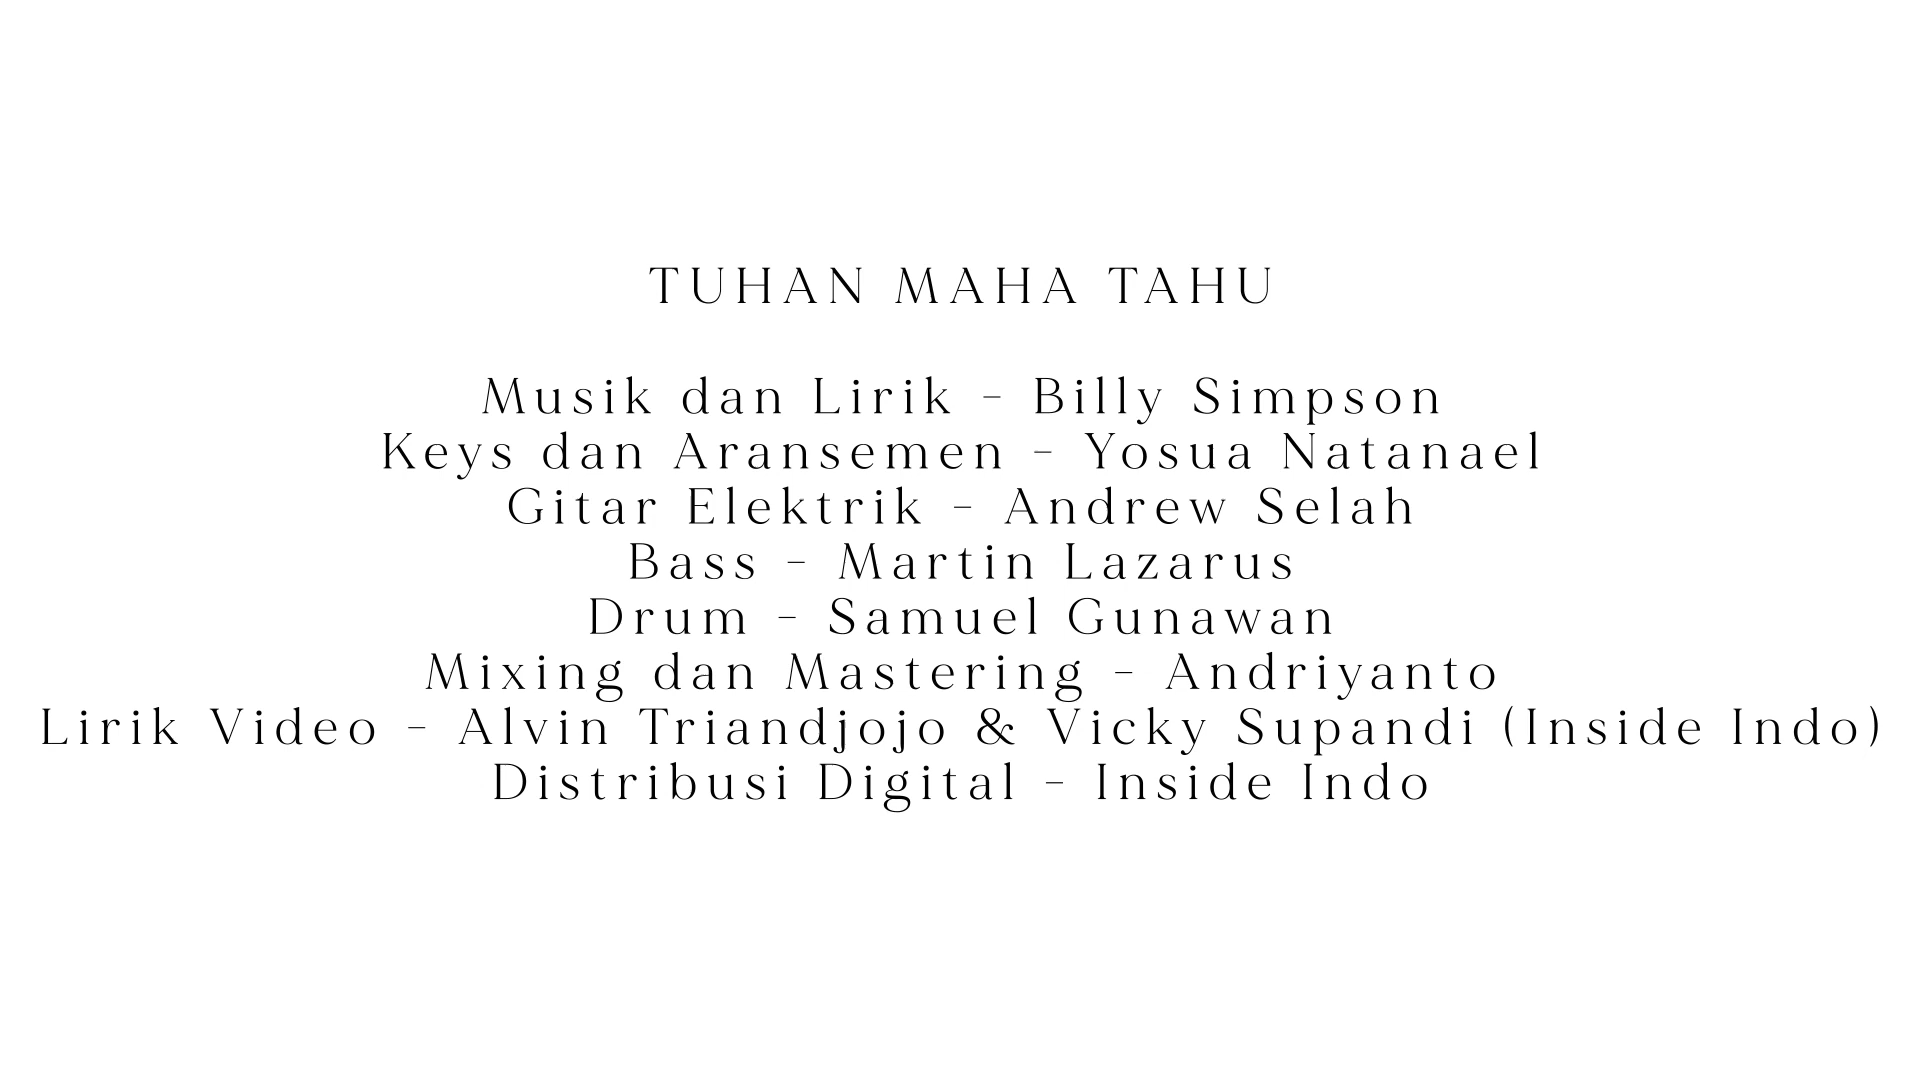 TUHAN MAHA TAHU
Musik dan Lirik - Billy Simpson
Keys dan Aransemen - Yosua Natanael
Gitar Elektrik - Andrew Selah
Bass - Martin Lazarus
Drum - Samuel Gunawan
Mixing dan Mastering - Andriyanto
Lirik Video - Alvin Triandjojo & Vicky Supandi (Inside Indo)
Distribusi Digital - Inside Indo